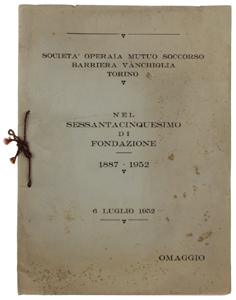 SOCIETA' OPERAIA MUTUO SOCCORSO
BARRIERA VANCHIGLIA
TORINO
NEL
SESSANTACINQUESIMO
DI
FONDAZIONE
1887 - 1952
6 LUGLIO 1952
OMAGGIO